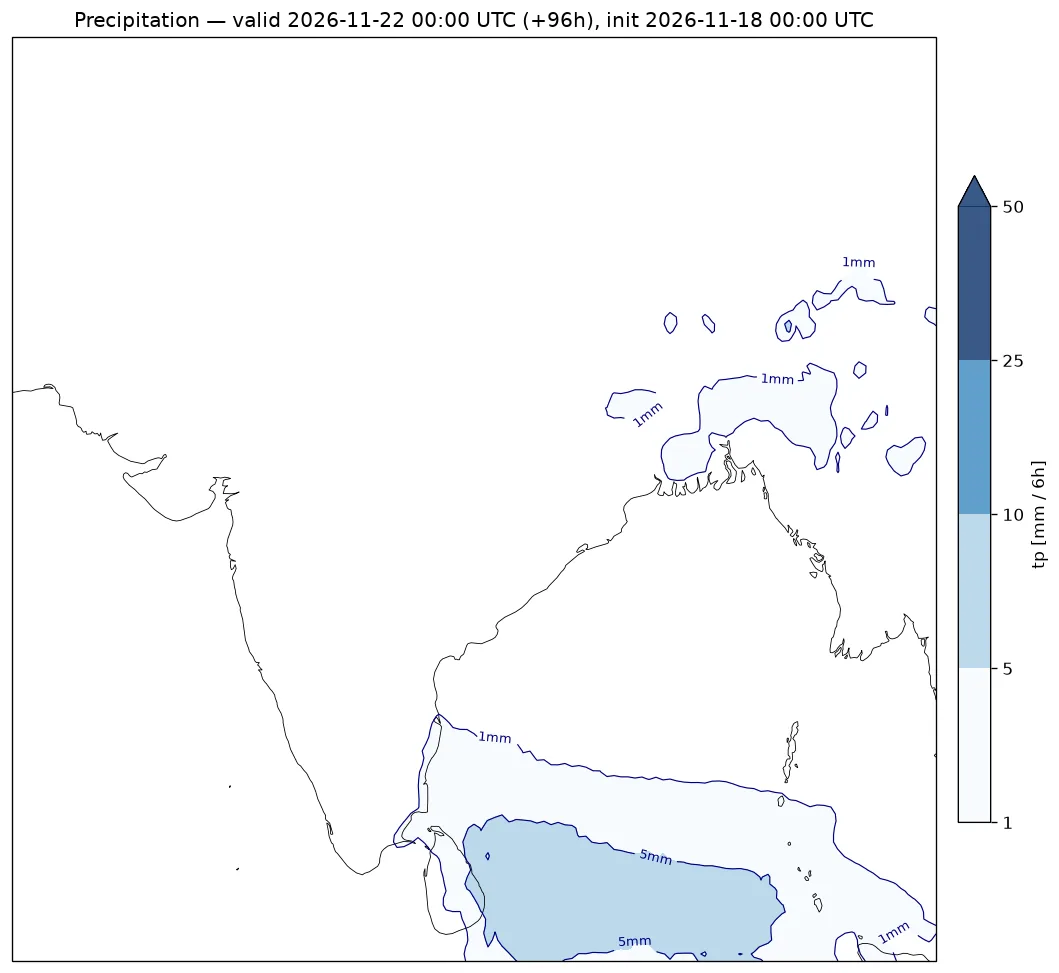 Precipitation — valid 2026-11-22 00:00 UTC (+96h), init 2026-11-18 00:00 UTC
50
1mm
25
1mm
1mm
tp [mm / 6h]
10
5
1mm
1
5mm
1mm
5mm